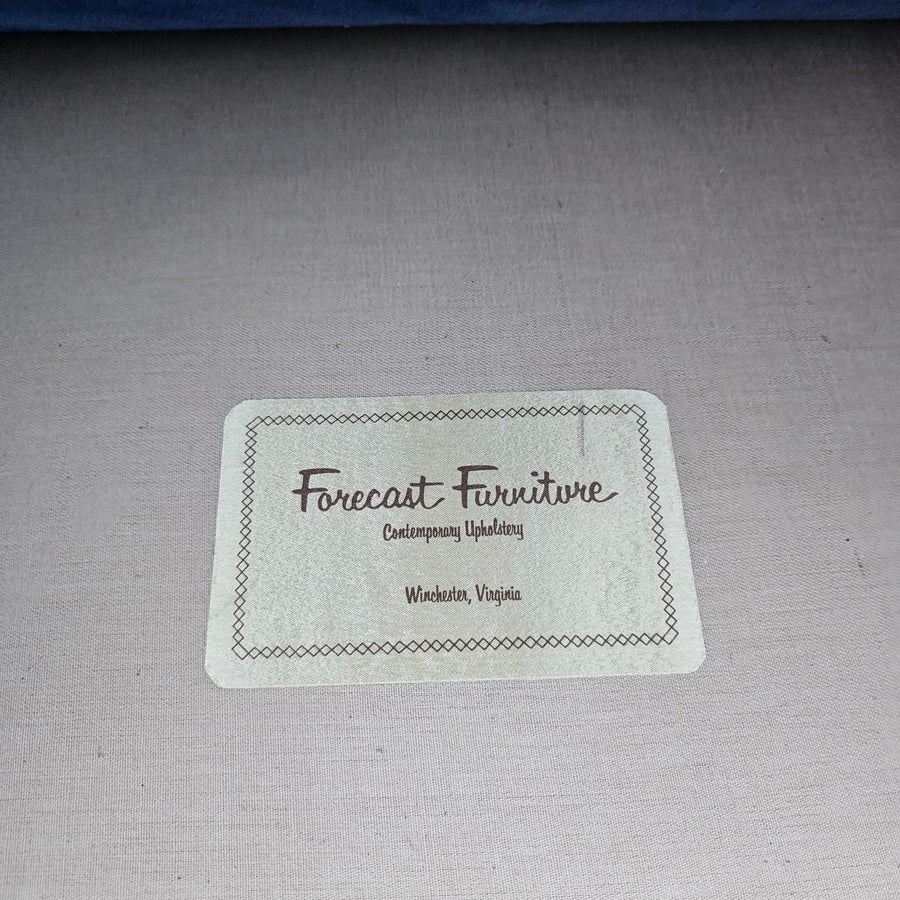 Forecast Furniture
Contemporary Upholstery
Winchester, Virginia